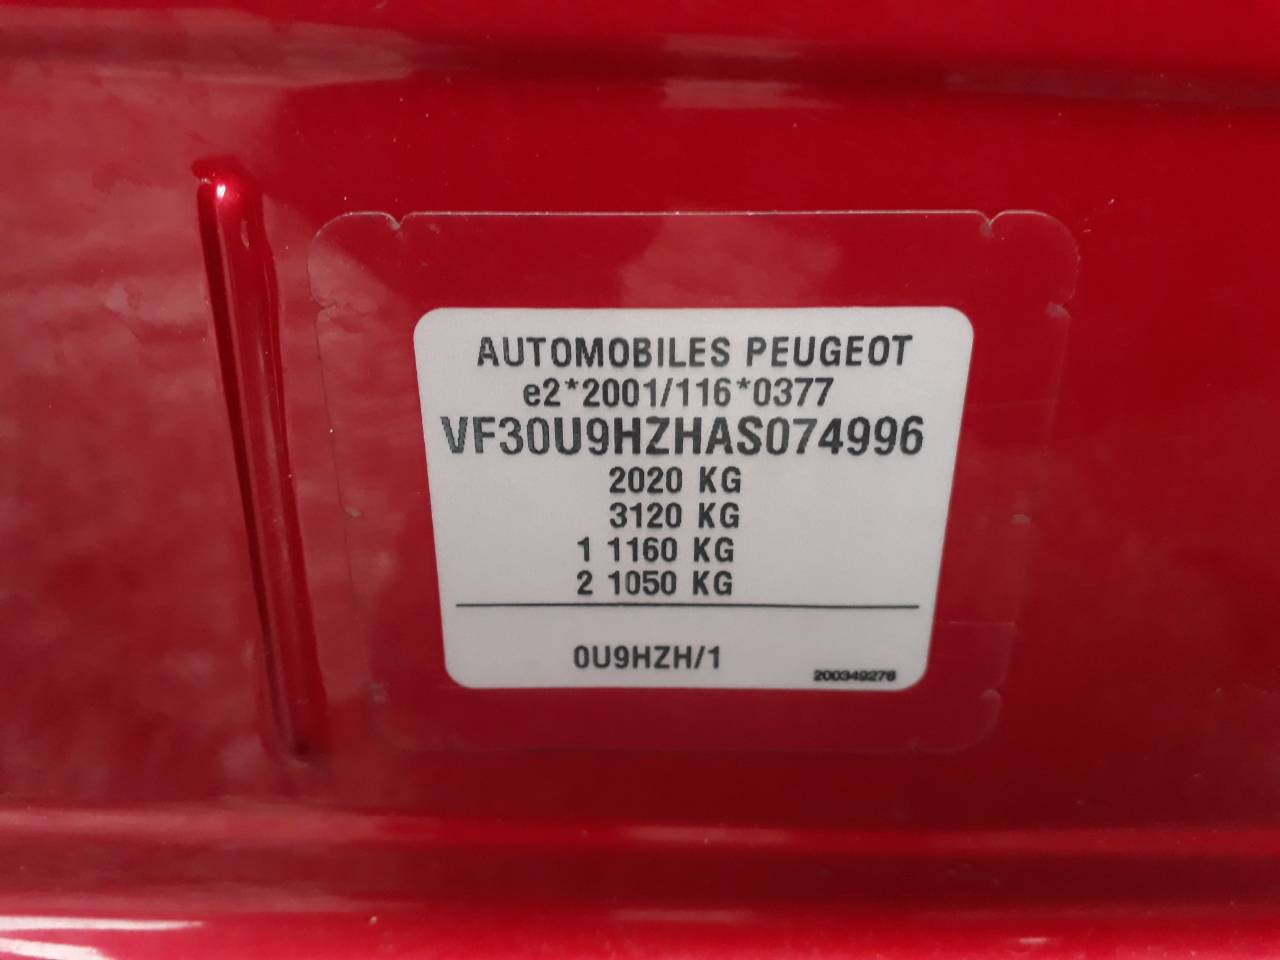 AUTOMOBILES PEUGEOT
e2*2001/116*0377
VF30U9HZHAS074996
2020 KG
3120 KG
1 1160 KG
2 1050 KG
0U9HZH/1
200349276